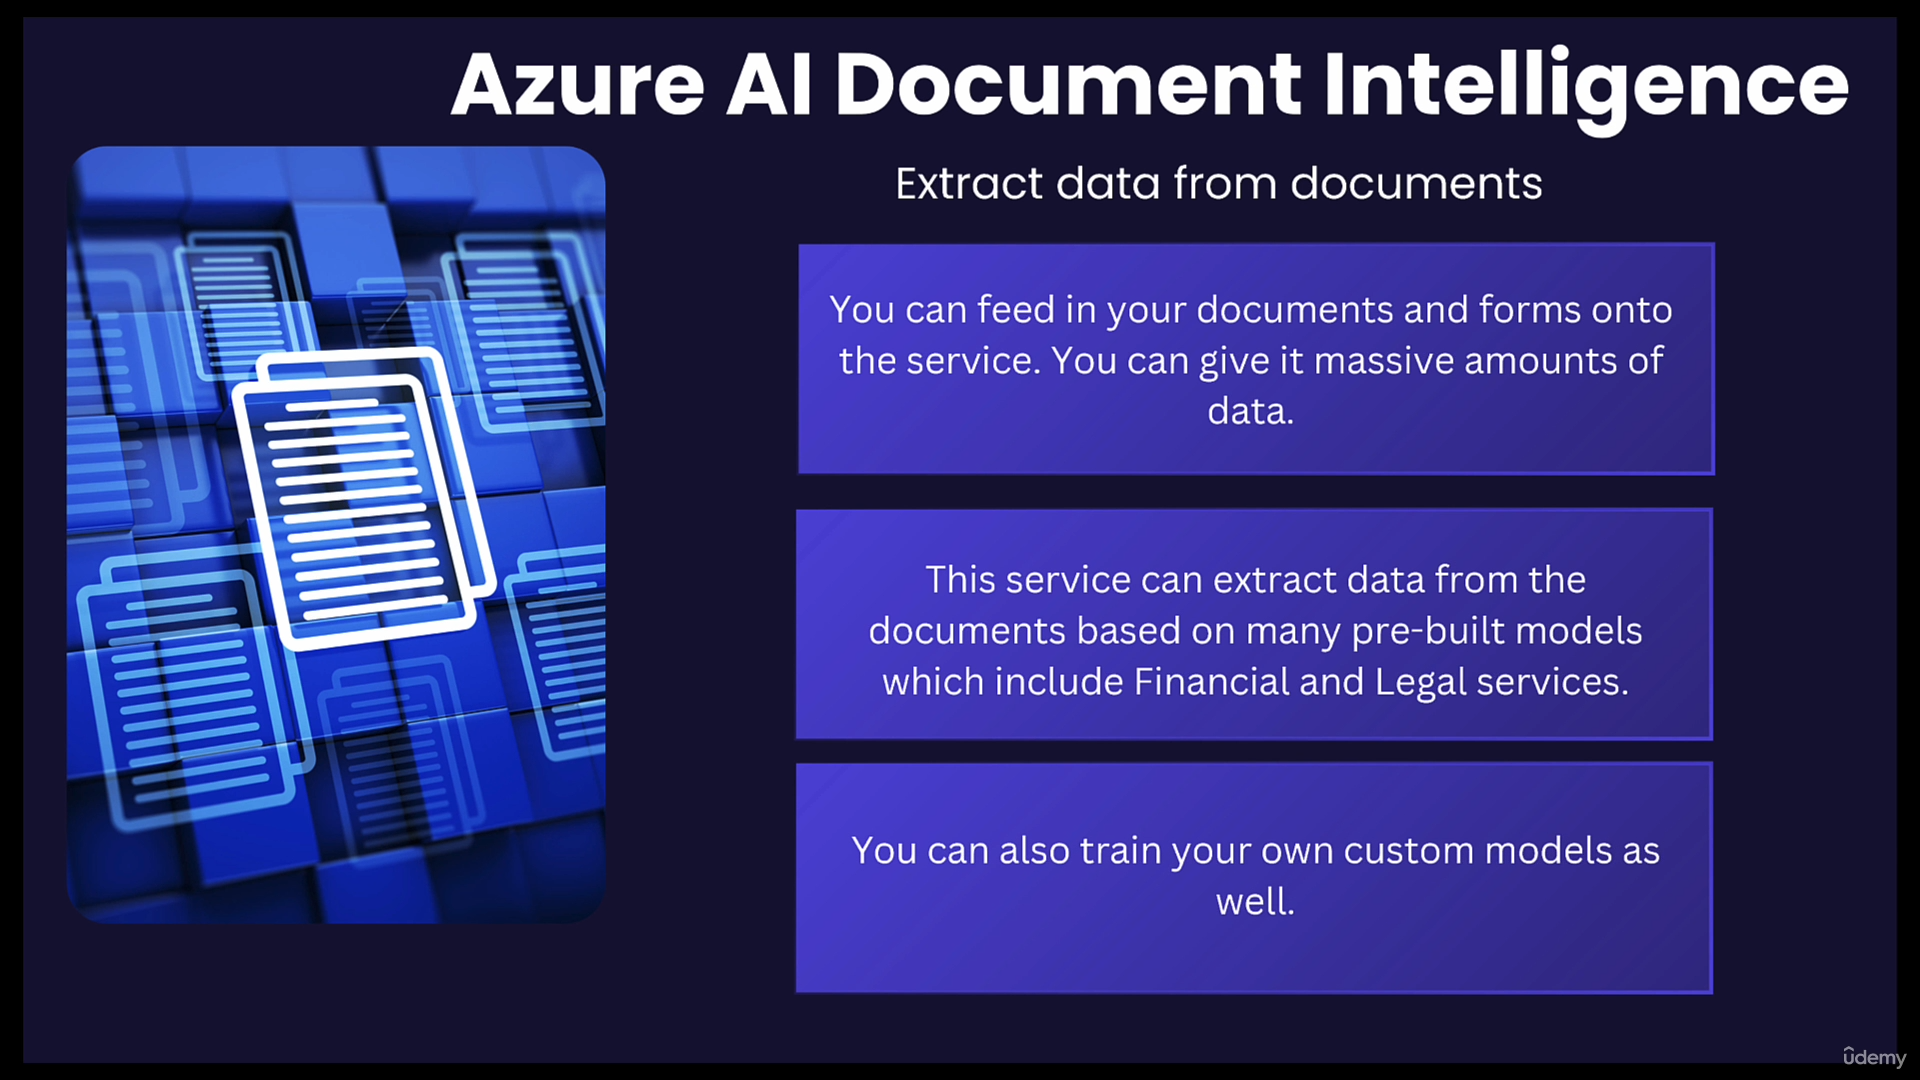 Azure AI Document Intelligence
Extract data from documents
You can feed in your documents and forms onto
the service. You can give it massive amounts of
data.
This service can extract data from the
documents based on many pre-built models
which include Financial and Legal services.
You can also train your own custom models as
well.
ûdemy